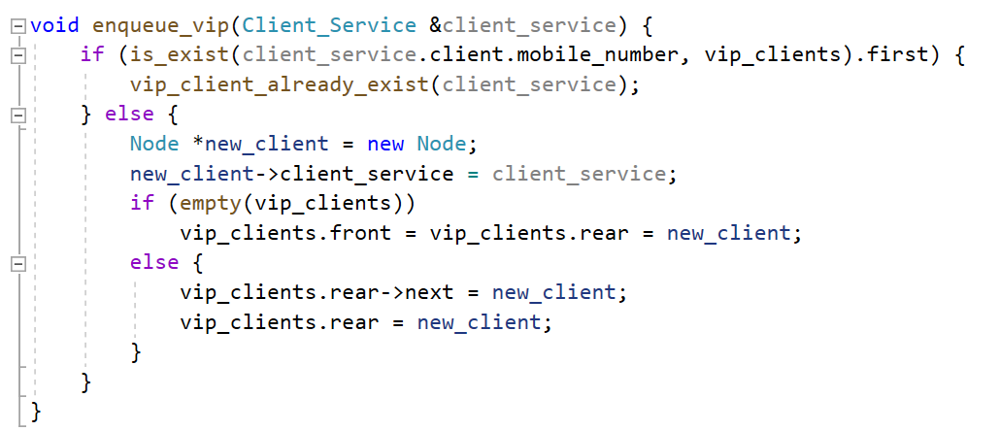 void enqueue_vip(Client_Service &client_service) {
    if (is_exist(client_service.client.mobile_number, vip_clients).first) {
        vip_client_already_exist(client_service);
    } else {
        Node *new_client = new Node;
        new_client->client_service = client_service;
        if (empty(vip_clients))
            vip_clients.front = vip_clients.rear = new_client;
        else {
            vip_clients.rear->next = new_client;
            vip_clients.rear = new_client;
        }
    }
}